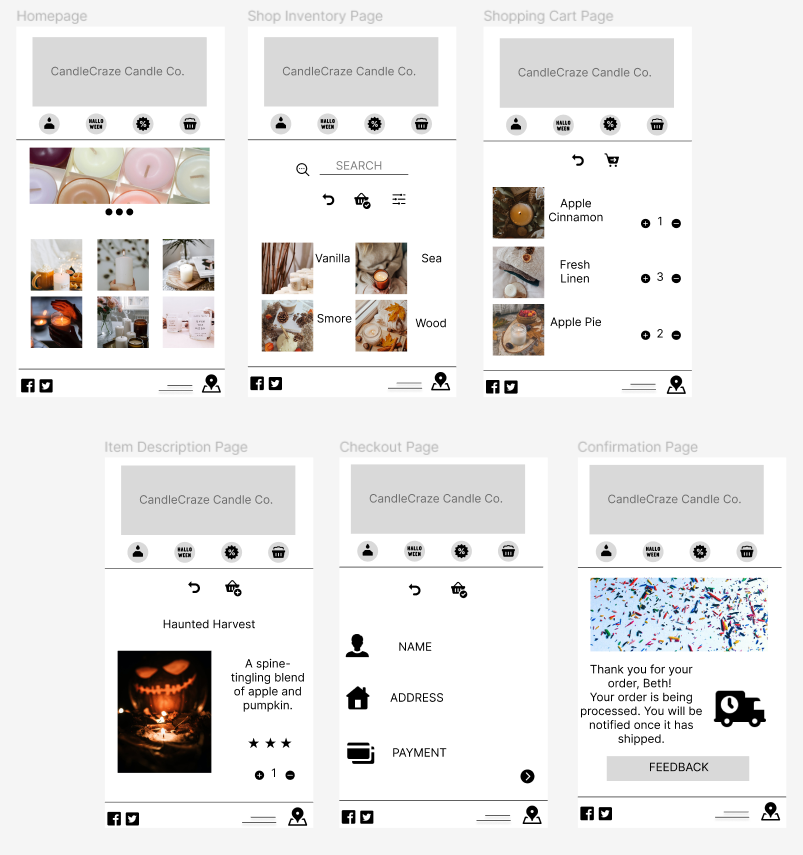 Homepage
CandleCraze Candle Co.
HALLO
WEEN
%
Shop Inventory Page
CandleCraze Candle Co.
HALLO
WEEN
%
SEARCH
Vanilla
Sea
Smore
Wood
Shopping Cart Page
CandleCraze Candle Co.
HALLO
WEEN
%
Apple
Cinnamon
1
Fresh
Linen
3
Apple Pie
2
Item Description Page
CandleCraze Candle Co.
HALLO
WEEN
%
Haunted Harvest
A spine-
tingling blend
of apple and
pumpkin.
1
Checkout Page
CandleCraze Candle Co.
HALLO
WEEN
%
NAME
ADDRESS
PAYMENT
Confirmation Page
CandleCraze Candle Co.
HALLO
WEEN
%
Thank you for your
order, Beth!
Your order is being
processed. You will be
notified once it has
shipped.
FEEDBACK